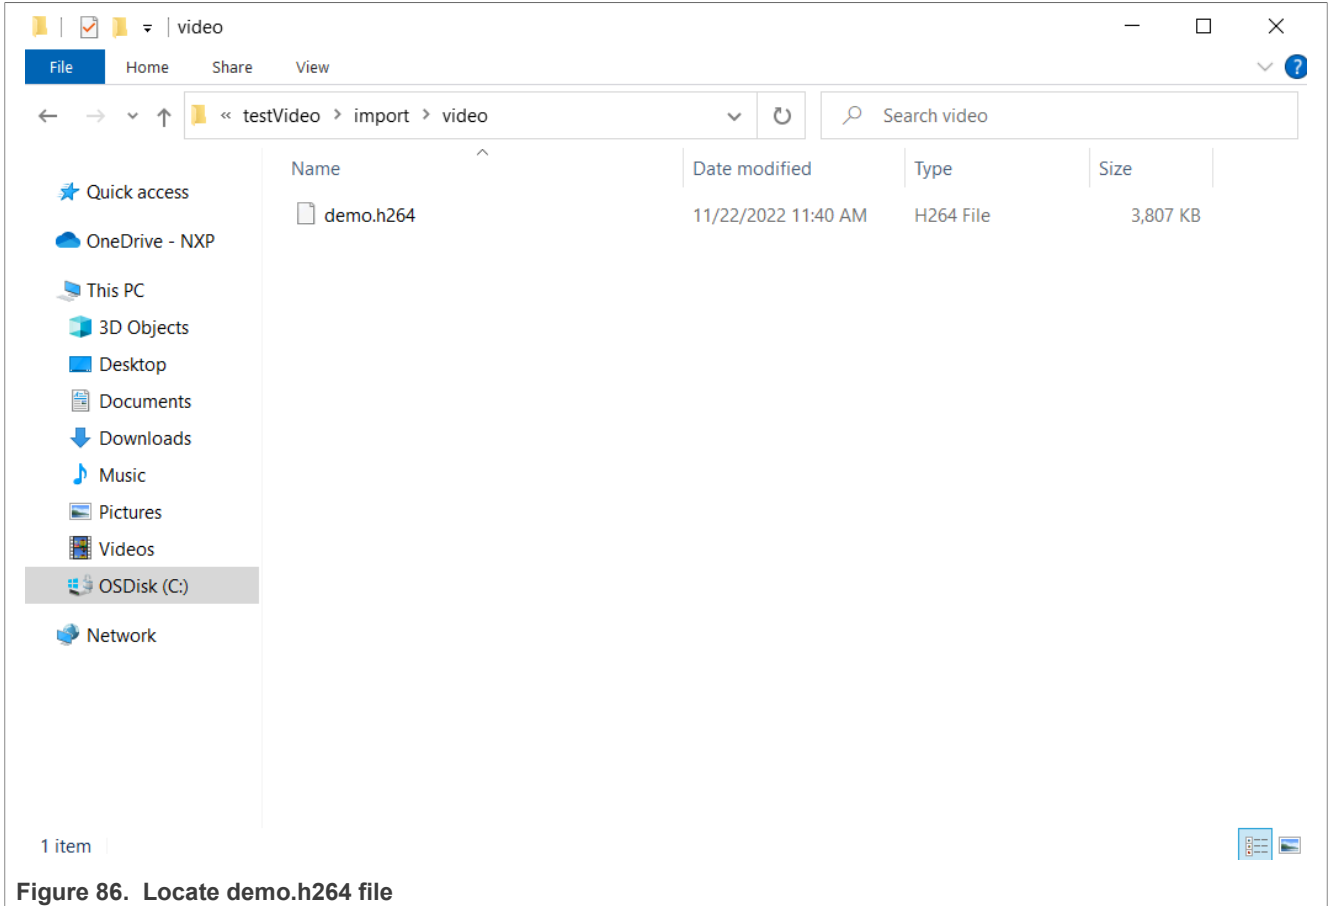 video
File Home Share View
« testVideo > import > video
Search video
Name Date modified Type Size
demo.h264 11/22/2022 11:40 AM H264 File 3,807 KB
Quick access
OneDrive - NXP
This PC
3D Objects
Desktop
Documents
Downloads
Music
Pictures
Videos
OSDisk (C:)
Network
1 item
Figure 86. Locate demo.h264 file